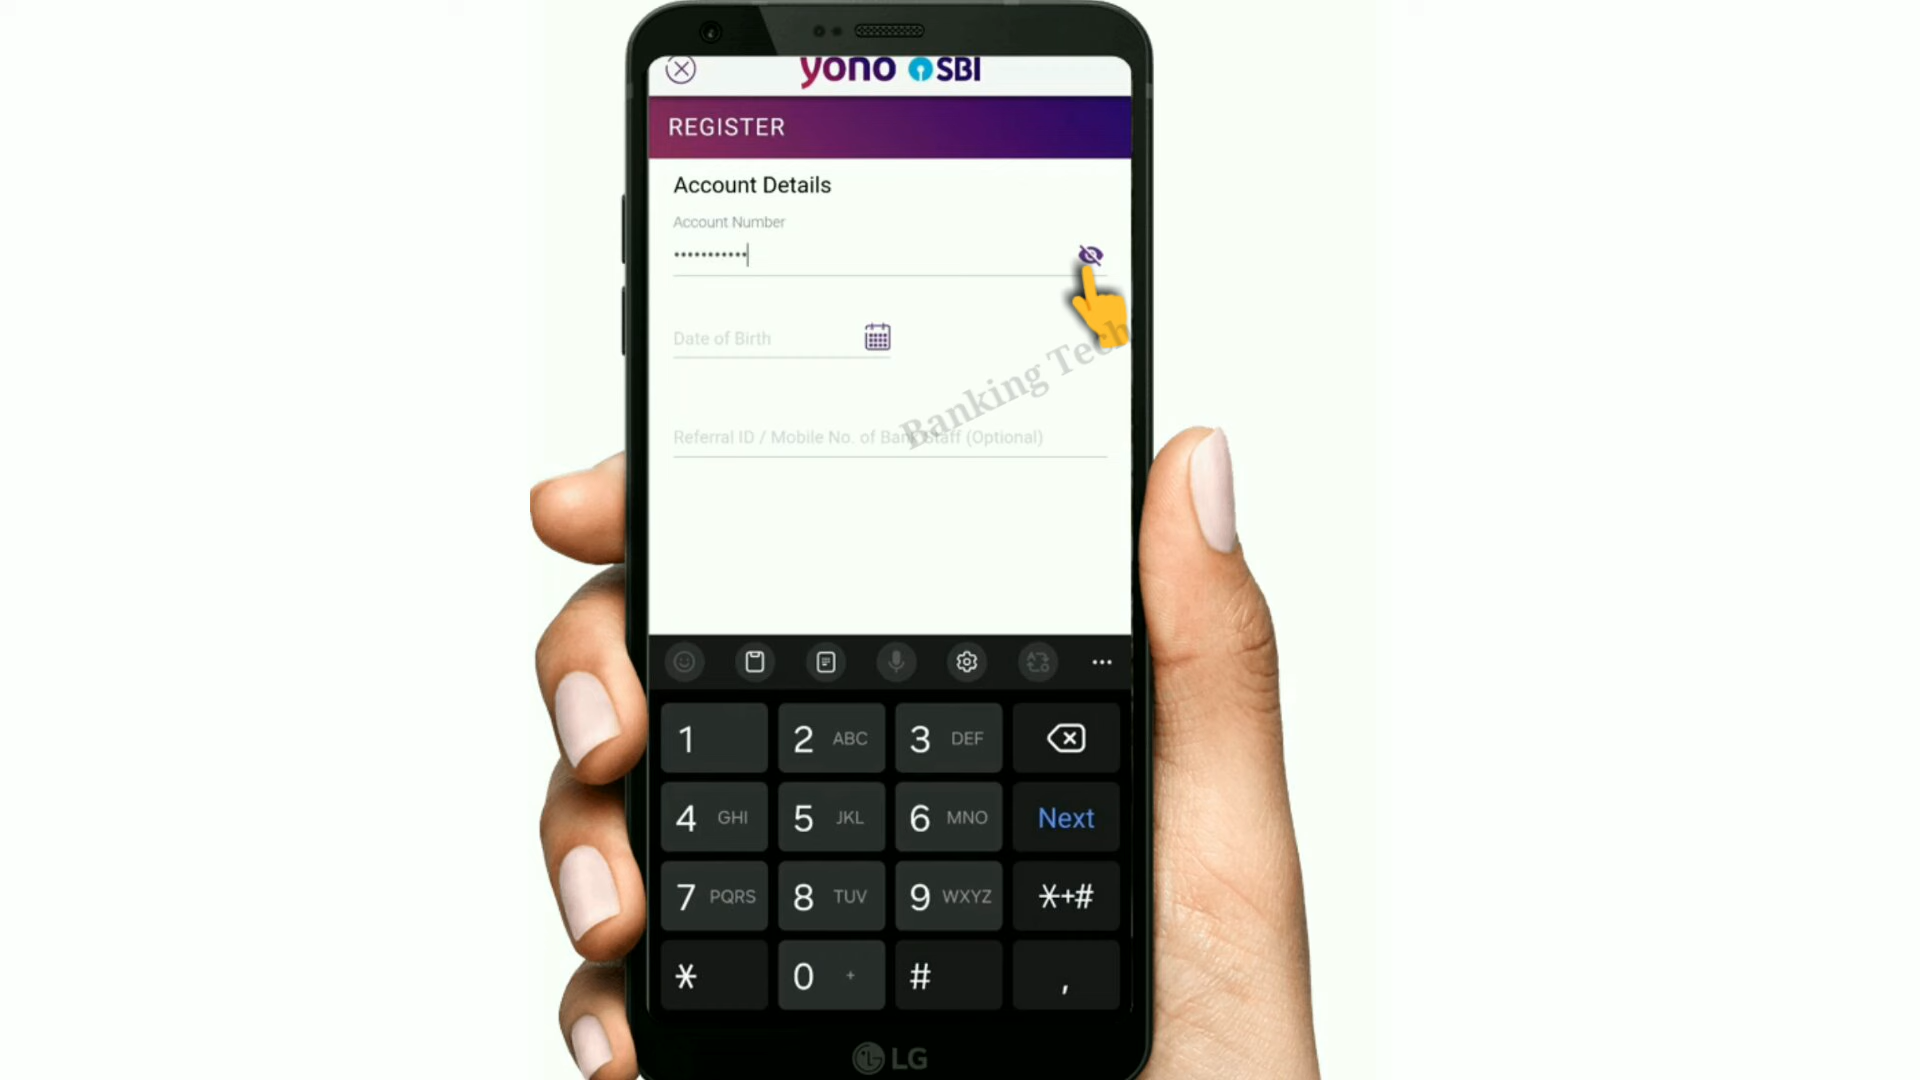 yono SBI
REGISTER
Account Details
Account Number
•••••••••••
Date of Birth
Banking Tech
Referral ID / Mobile No. of Bank Staff (Optional)
1 2 ABC 3 DEF
4 GHI 5 JKL 6 MNO Next
7 PQRS 8 TUV 9 WXYZ *+#
* 0 + # ,
LG